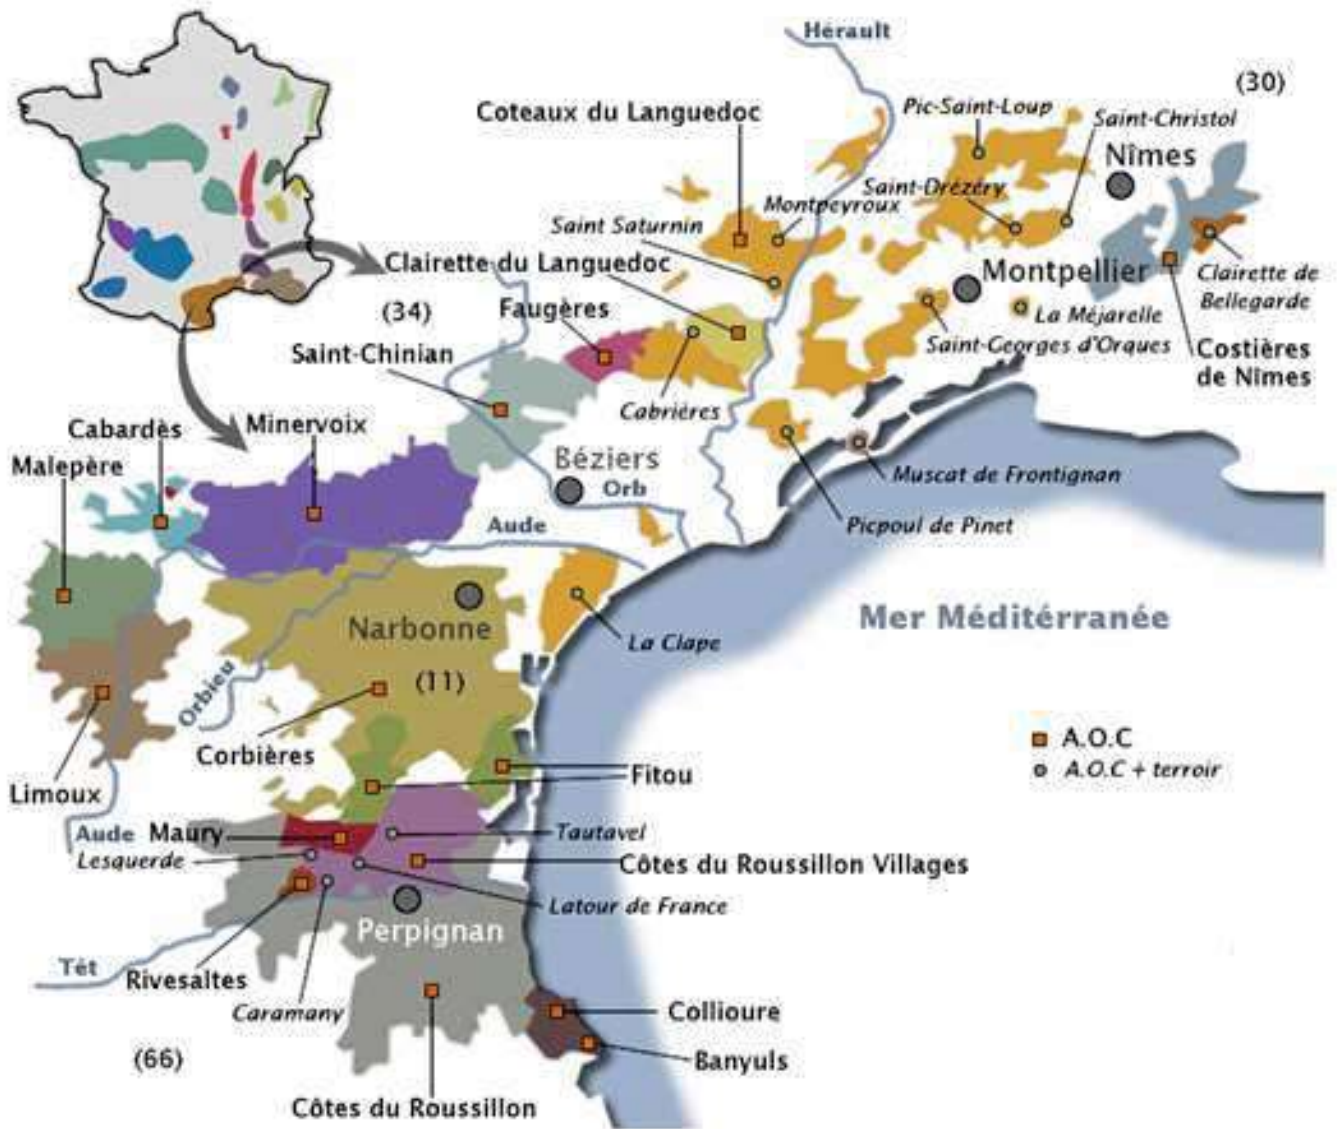 Hérault
(30)
Pic-Saint-Loup
Coteaux du Languedoc
Saint-Christol
Nîmes
Saint-Drézéry
Montpeyroux
Saint Saturnin
Clairette du Languedoc
Montpellier
Clairette de
Bellegarde
(34)
Faugères
La Méjarelle
Saint-Georges d'Orques
Costières
de Nîmes
Saint-Chinian
Cabriéres
Cabardès
Minervoix
Malepère
Béziers
Orb
Muscat de Frontignan
Aude
Picpoul de Pinet
Mer Méditérranée
Narbonne
La Clape
Orbieu
(11)
Corbières
A.O.C
A.O.C + terroir
Fitou
Limoux
Aude
Maury
Tautavel
Lesquerde
Côtes du Roussillon Villages
Latour de France
Perpignan
Têt
Rivesaltes
Caramany
Collioure
(66)
Banyuls
Côtes du Roussillon